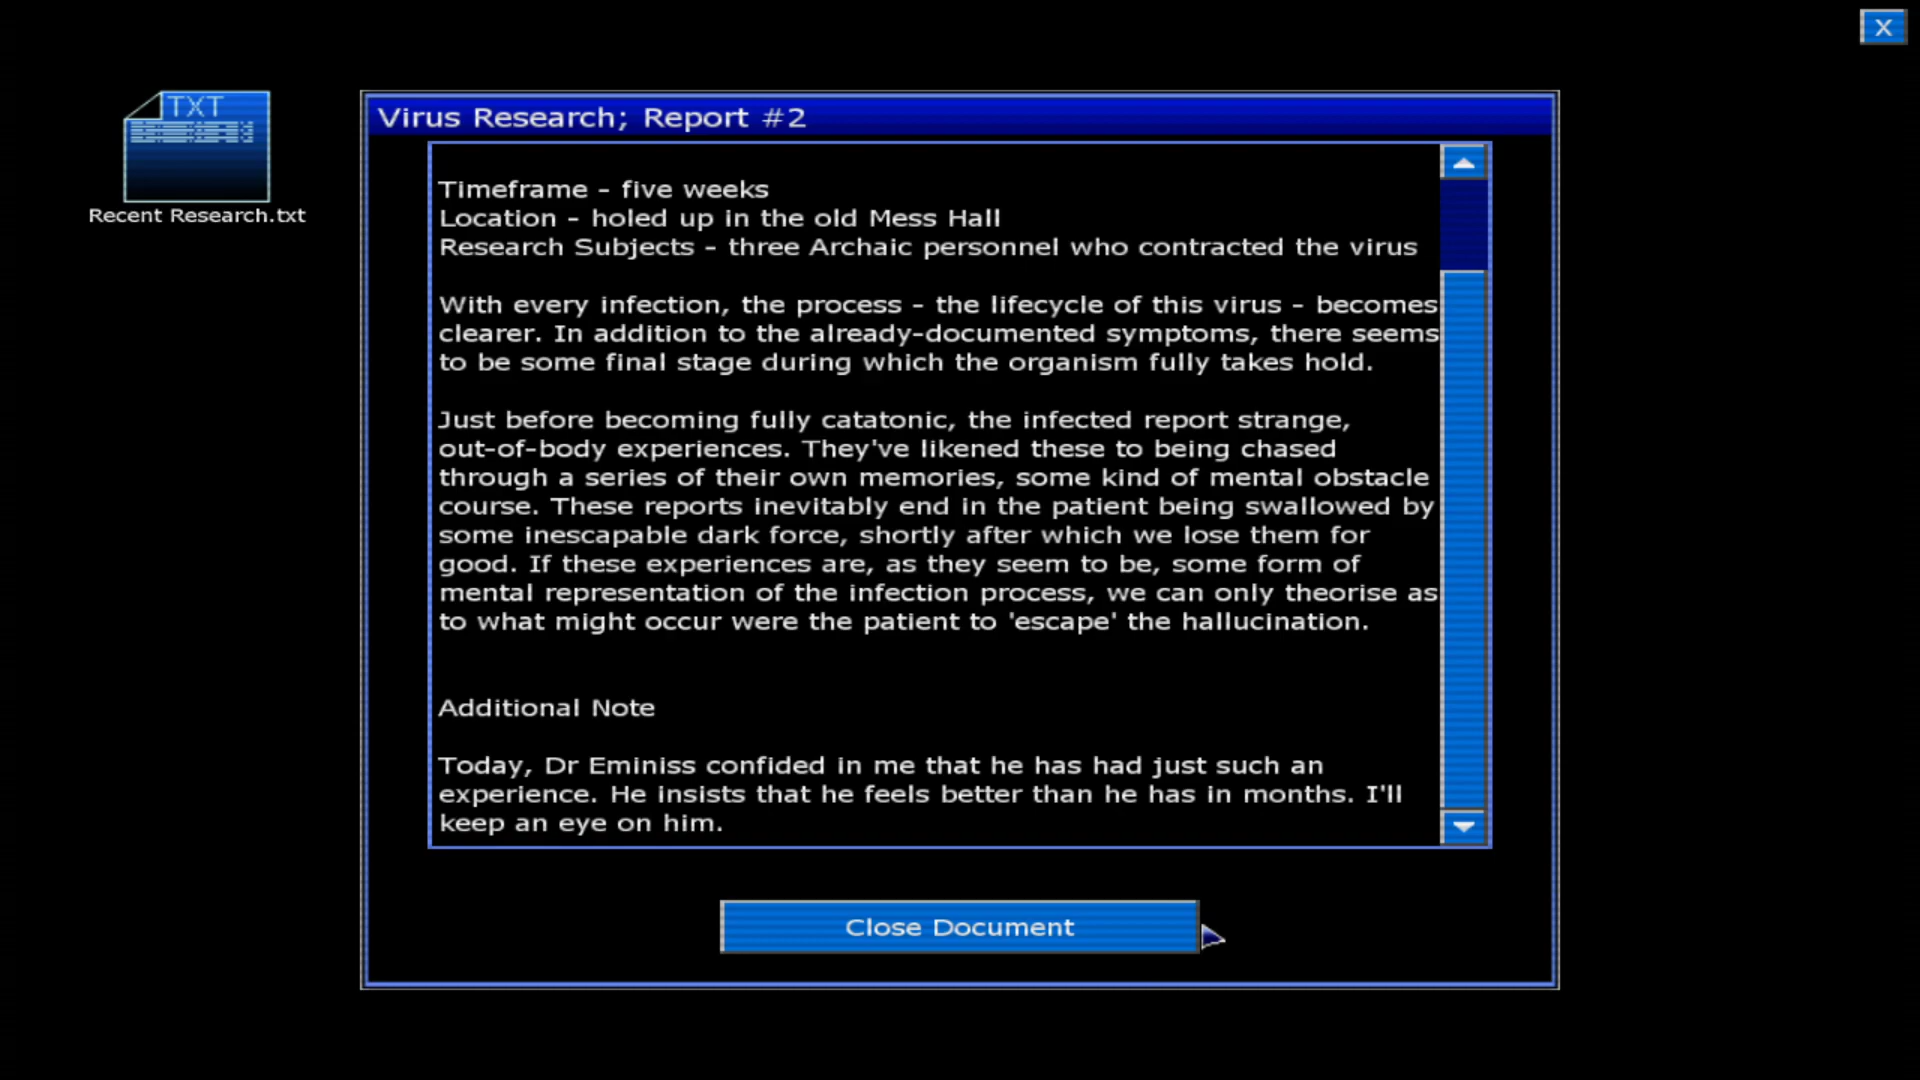 X
TXT
Recent Research.txt
Virus Research; Report #2
Timeframe - five weeks
Location - holed up in the old Mess Hall
Research Subjects - three Archaic personnel who contracted the virus
With every infection, the process - the lifecycle of this virus - becomes
clearer. In addition to the already-documented symptoms, there seems
to be some final stage during which the organism fully takes hold.
Just before becoming fully catatonic, the infected report strange,
out-of-body experiences. They've likened these to being chased
through a series of their own memories, some kind of mental obstacle
course. These reports inevitably end in the patient being swallowed by
some inescapable dark force, shortly after which we lose them for
good. If these experiences are, as they seem to be, some form of
mental representation of the infection process, we can only theorise as
to what might occur were the patient to 'escape' the hallucination.
Additional Note
Today, Dr Eminiss confided in me that he has had just such an
experience. He insists that he feels better than he has in months. I'll
keep an eye on him.
Close Document